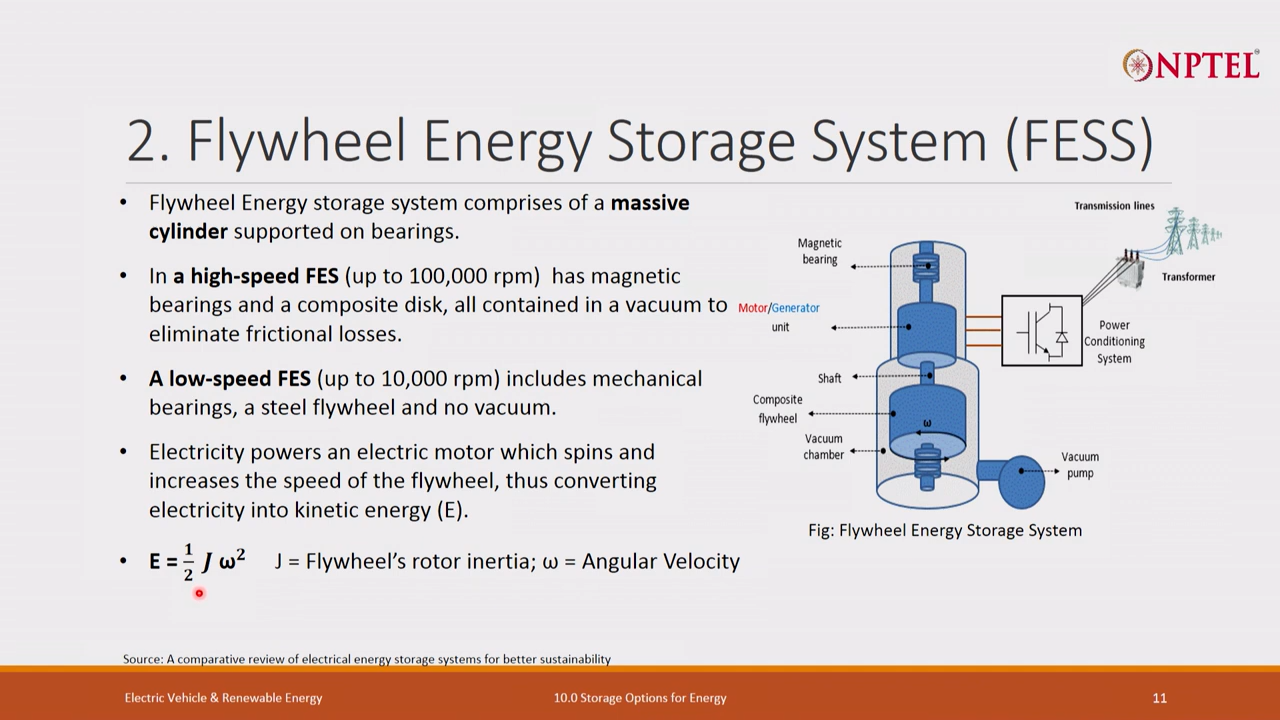 NPTEL
2. Flywheel Energy Storage System (FESS)
• Flywheel Energy storage system comprises of a massive
cylinder supported on bearings.
• In a high-speed FES (up to 100,000 rpm) has magnetic
bearings and a composite disk, all contained in a vacuum to
eliminate frictional losses.
• A low-speed FES (up to 10,000 rpm) includes mechanical
bearings, a steel flywheel and no vacuum.
• Electricity powers an electric motor which spins and
increases the speed of the flywheel, thus converting
electricity into kinetic energy (E).
• E = 1/2 J ω² J = Flywheel’s rotor inertia; ω = Angular Velocity
Transmission lines
Transformer
Magnetic
bearing
Motor/Generator
unit
Power
Conditioning
System
Shaft
Composite
flywheel
ω
Vacuum
chamber
Vacuum
pump
Fig: Flywheel Energy Storage System
Source: A comparative review of electrical energy storage systems for better sustainability
Electric Vehicle & Renewable Energy
10.0 Storage Options for Energy
11